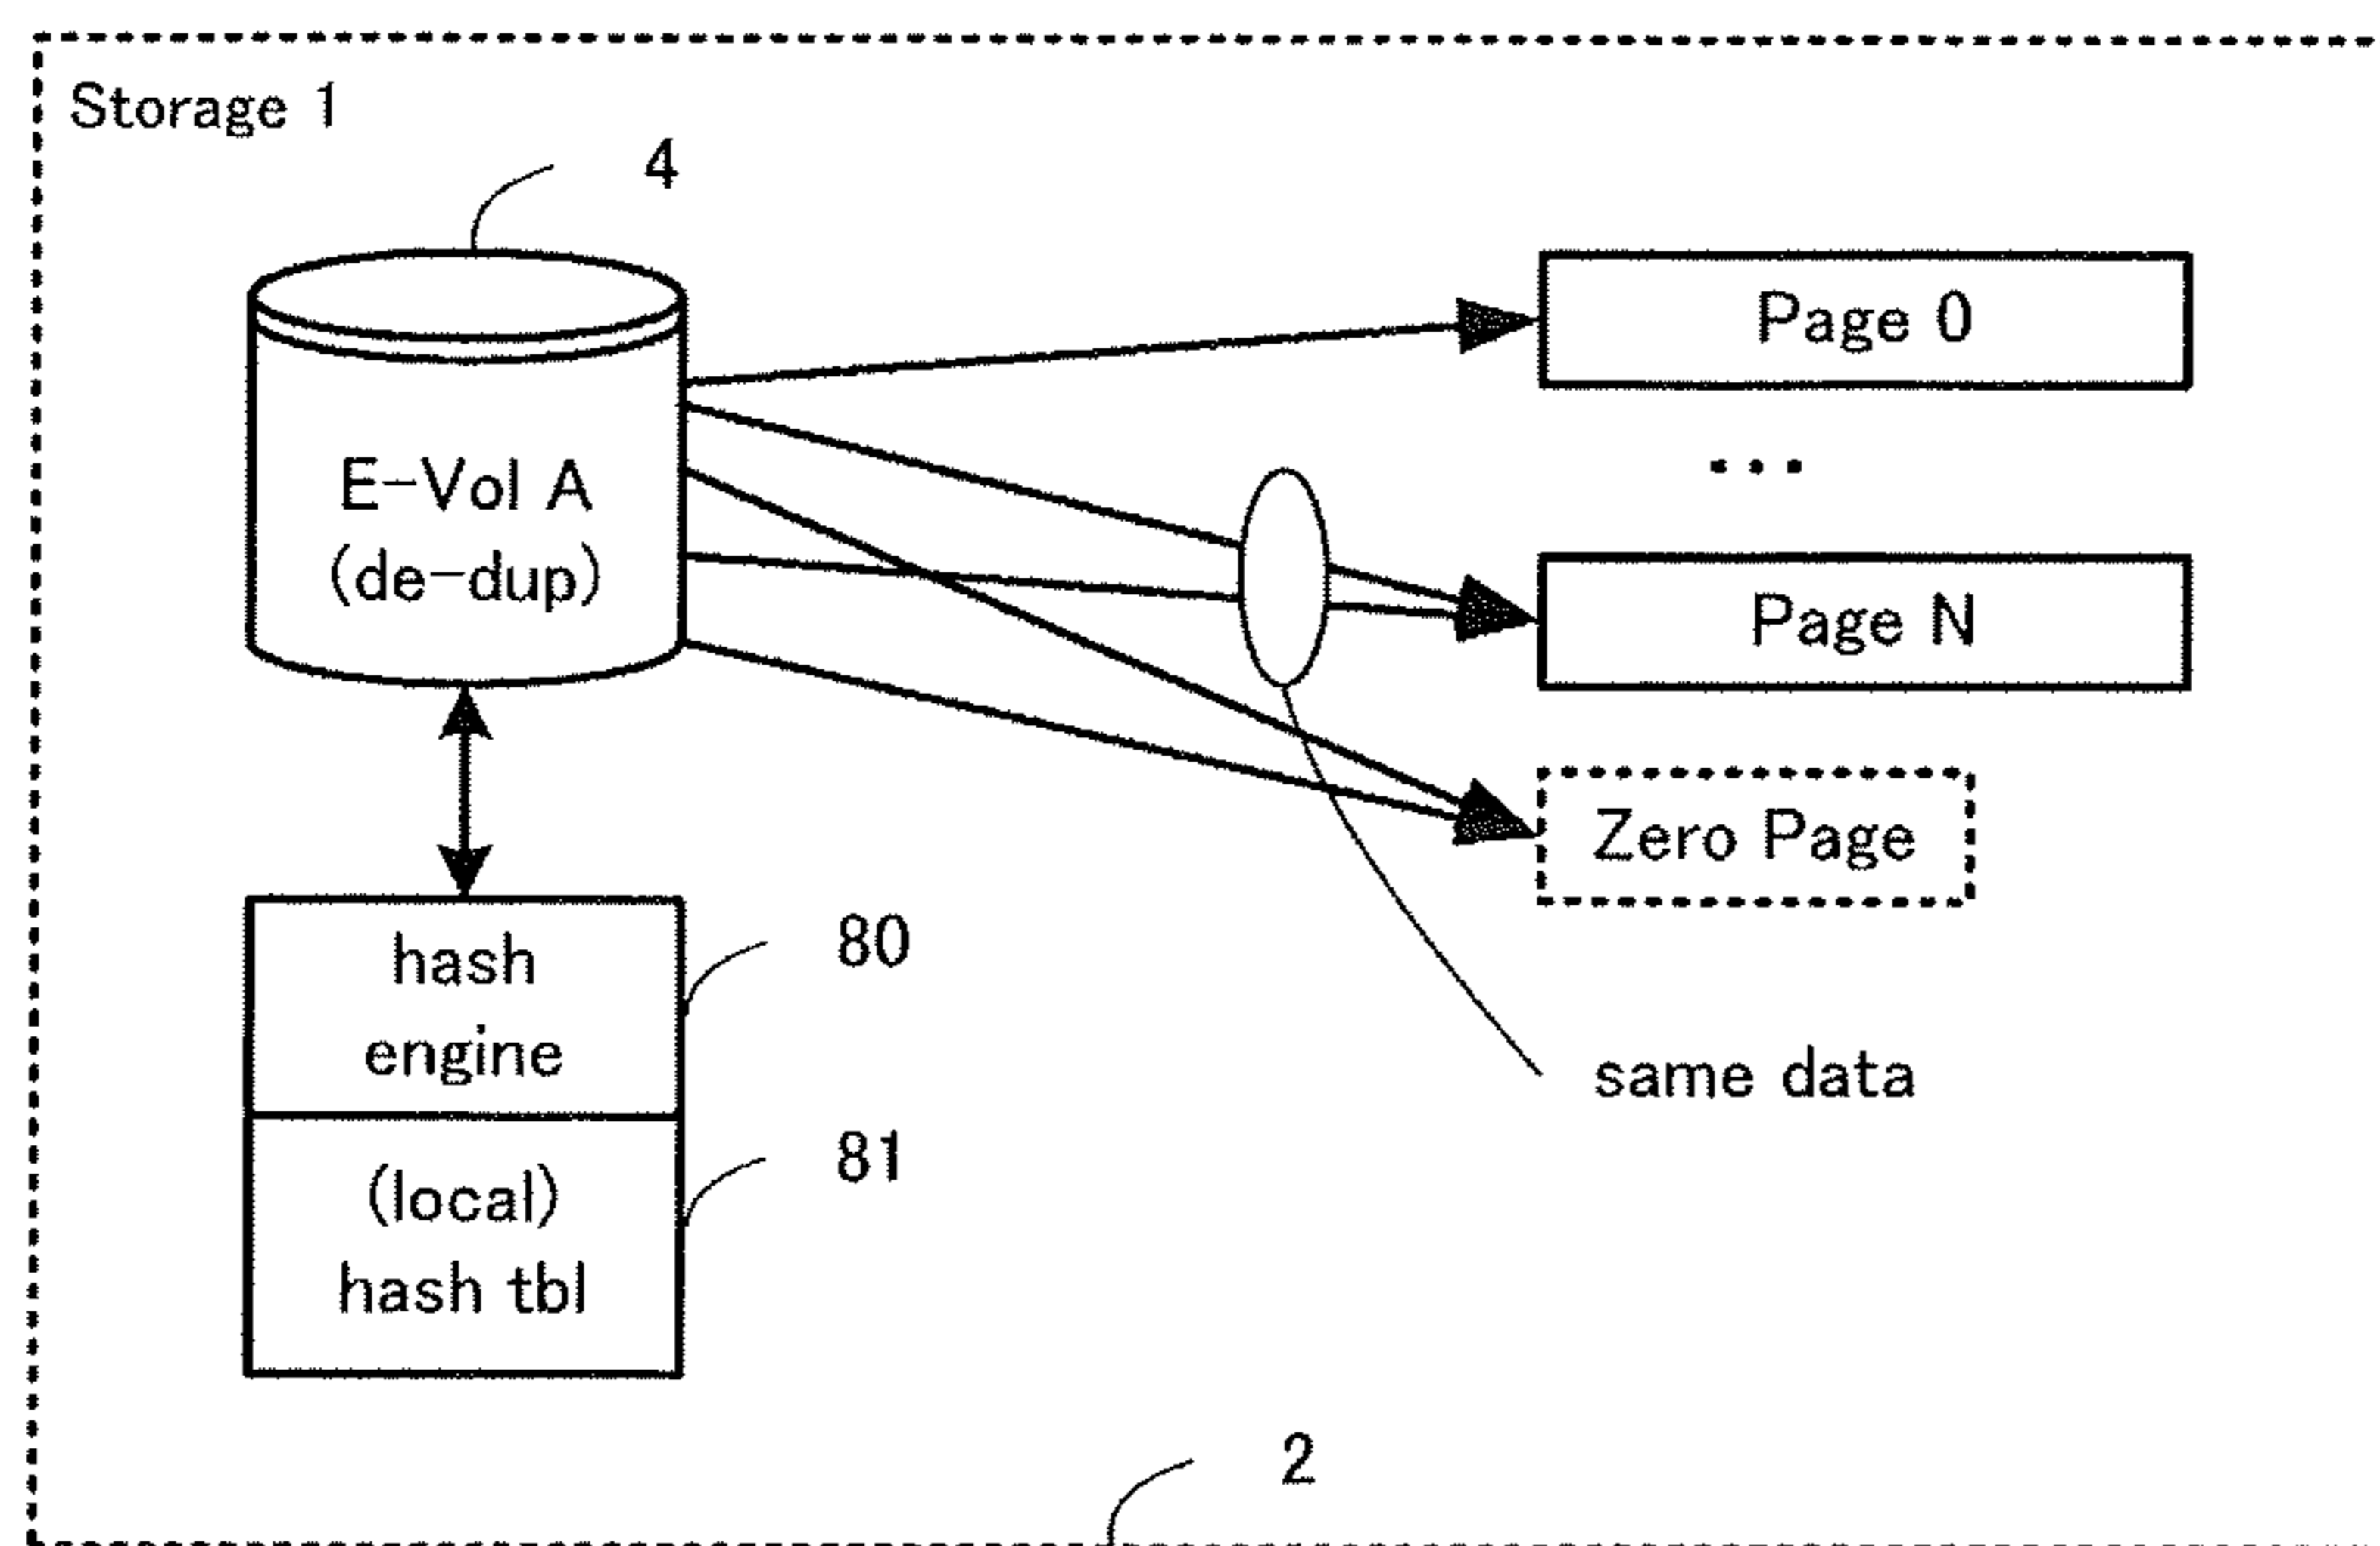 Storage 1
4
Page 0
E-Vol A
(de-dup)
...
Page N
Zero Page
hash
engine
80
same data
(local)
hash tbl
81
2